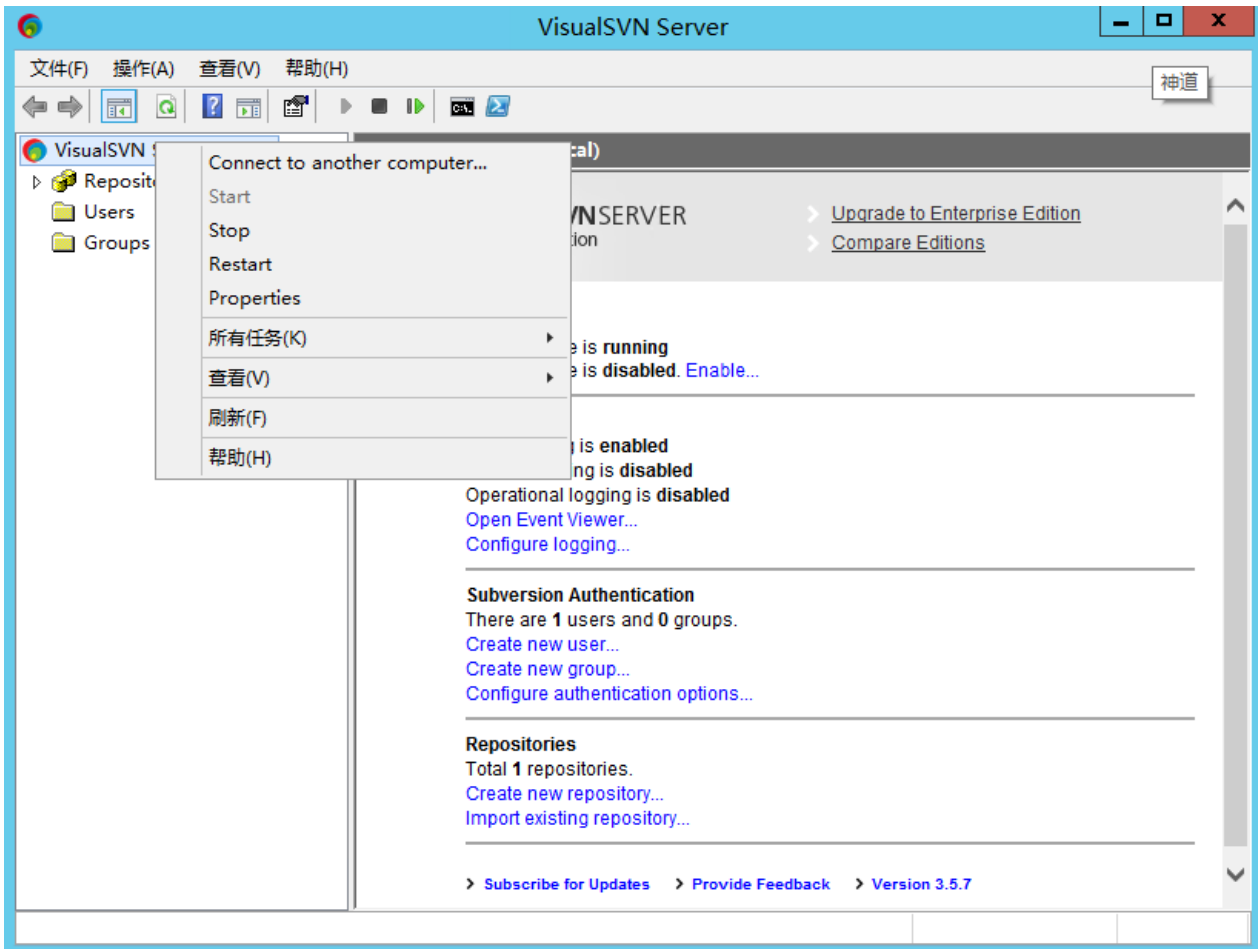 VisualSVN Server
文件(F) 操作(A) 查看(V) 帮助(H)
神道
VisualSVN
Connect to another computer...
Start
Stop
Restart
Properties
所有任务(K)
查看(V)
刷新(F)
帮助(H)
Reposit
Users
Groups
cal)
VNSERVER
tion
Upgrade to Enterprise Edition
Compare Editions
is running
is disabled. Enable...
is enabled
ng is disabled
Operational logging is disabled
Open Event Viewer...
Configure logging...
Subversion Authentication
There are 1 users and 0 groups.
Create new user...
Create new group...
Configure authentication options...
Repositories
Total 1 repositories.
Create new repository...
Import existing repository...
Subscribe for Updates Provide Feedback Version 3.5.7